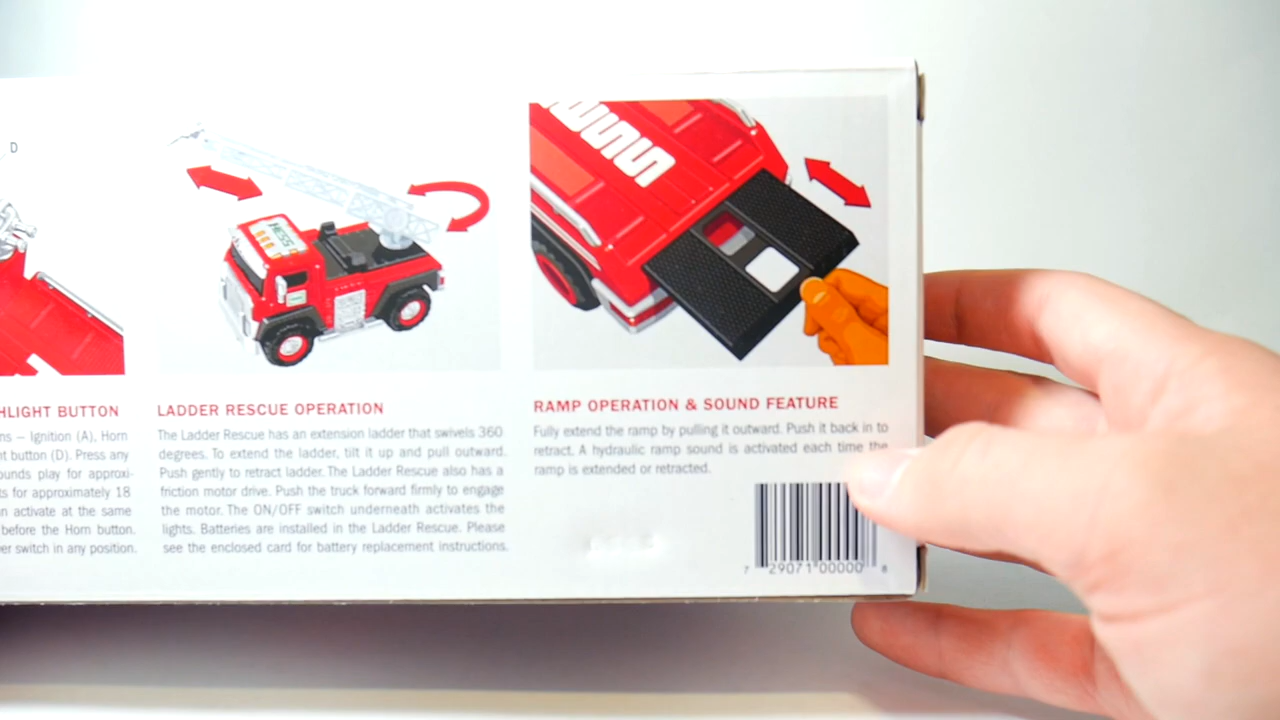 D
HESS
HLIGHT BUTTON
ns – Ignition (A), Horn
ht button (D). Press any
ounds play for approxi-
ts for approximately 18
n activate at the same
before the Horn button.
er switch in any position.
LADDER RESCUE OPERATION
The Ladder Rescue has an extension ladder that swivels 360
degrees. To extend the ladder, tilt it up and pull outward.
Push gently to retract ladder. The Ladder Rescue also has a
friction motor drive. Push the truck forward firmly to engage
the motor. The ON/OFF switch underneath activates the
lights. Batteries are installed in the Ladder Rescue. Please
see the enclosed card for battery replacement instructions.
RAMP OPERATION & SOUND FEATURE
Fully extend the ramp by pulling it outward. Push it back in to
retract. A hydraulic ramp sound is activated each time the
ramp is extended or retracted.
7 29071 00000 8